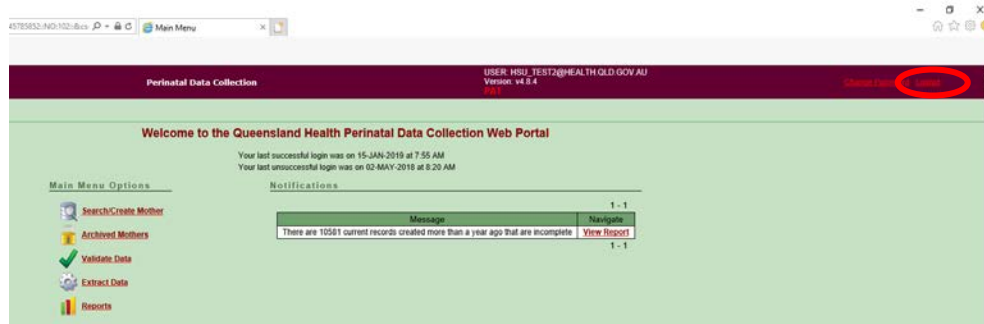 Main Menu
USER: HSU_TEST2@HEALTH.QLD.GOV.AU
Perinatal Data Collection
Version: v4.8.4
PA1
Change Password Logout
Welcome to the Queensland Health Perinatal Data Collection Web Portal
Your last successful login was on 15-JAN-2019 at 7:55 AM
Your last unsuccessful login was on 02-MAY-2018 at 8:20 AM
Main Menu Options
Notifications
Search/Create Mother
Archived Mothers
Validate Data
Extract Data
Reports
1 - 1
Message Navigate
There are 10581 current records created more than a year ago that are incomplete View Report
1 - 1